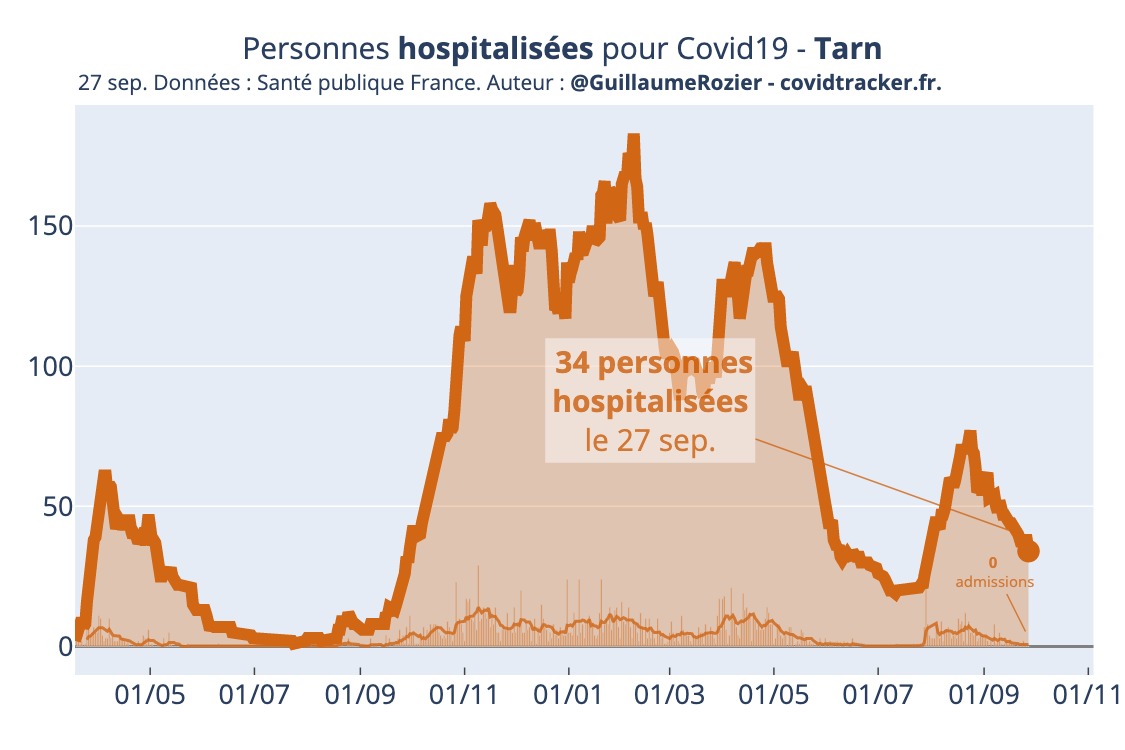 Personnes hospitalisées pour Covid19 - Tarn
27 sep. Données : Santé publique France. Auteur : @GuillaumeRozier - covidtracker.fr.
150
100
50
0
34 personnes
hospitalisées
le 27 sep.
0
admissions
01/05 01/07 01/09 01/11 01/01 01/03 01/05 01/07 01/09 01/11